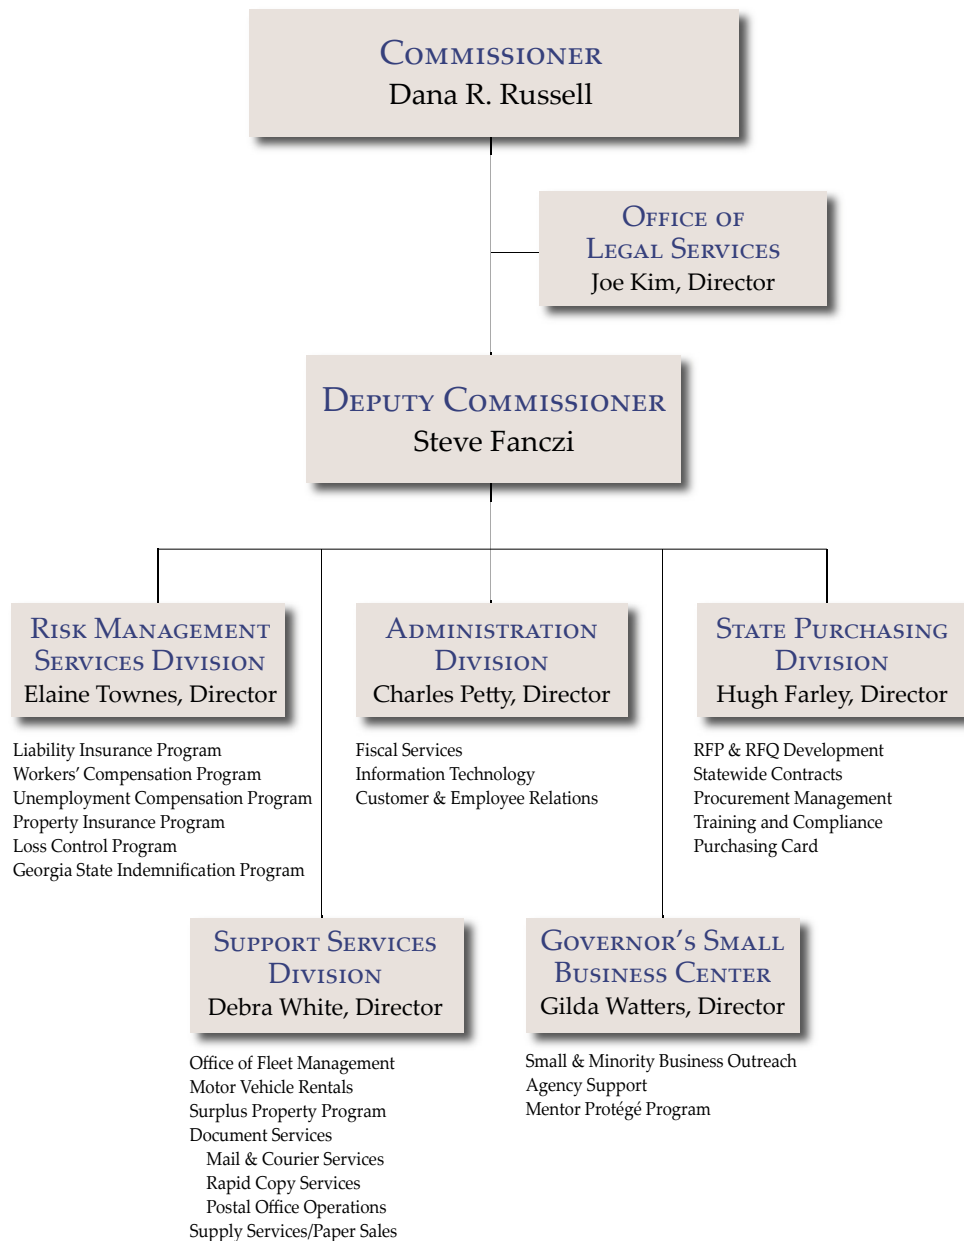 Commissioner
Dana R. Russell
Office of
Legal Services
Joe Kim, Director
Deputy Commissioner
Steve Fanczi
Risk Management
Services Division
Elaine Townes, Director
Liability Insurance Program
Workers' Compensation Program
Unemployment Compensation Program
Property Insurance Program
Loss Control Program
Georgia State Indemnification Program
Administration
Division
Charles Petty, Director
Fiscal Services
Information Technology
Customer & Employee Relations
State Purchasing
Division
Hugh Farley, Director
RFP & RFQ Development
Statewide Contracts
Procurement Management
Training and Compliance
Purchasing Card
Support Services
Division
Debra White, Director
Office of Fleet Management
Motor Vehicle Rentals
Surplus Property Program
Document Services
Mail & Courier Services
Rapid Copy Services
Postal Office Operations
Supply Services/Paper Sales
Governor's Small
Business Center
Gilda Watters, Director
Small & Minority Business Outreach
Agency Support
Mentor Protégé Program